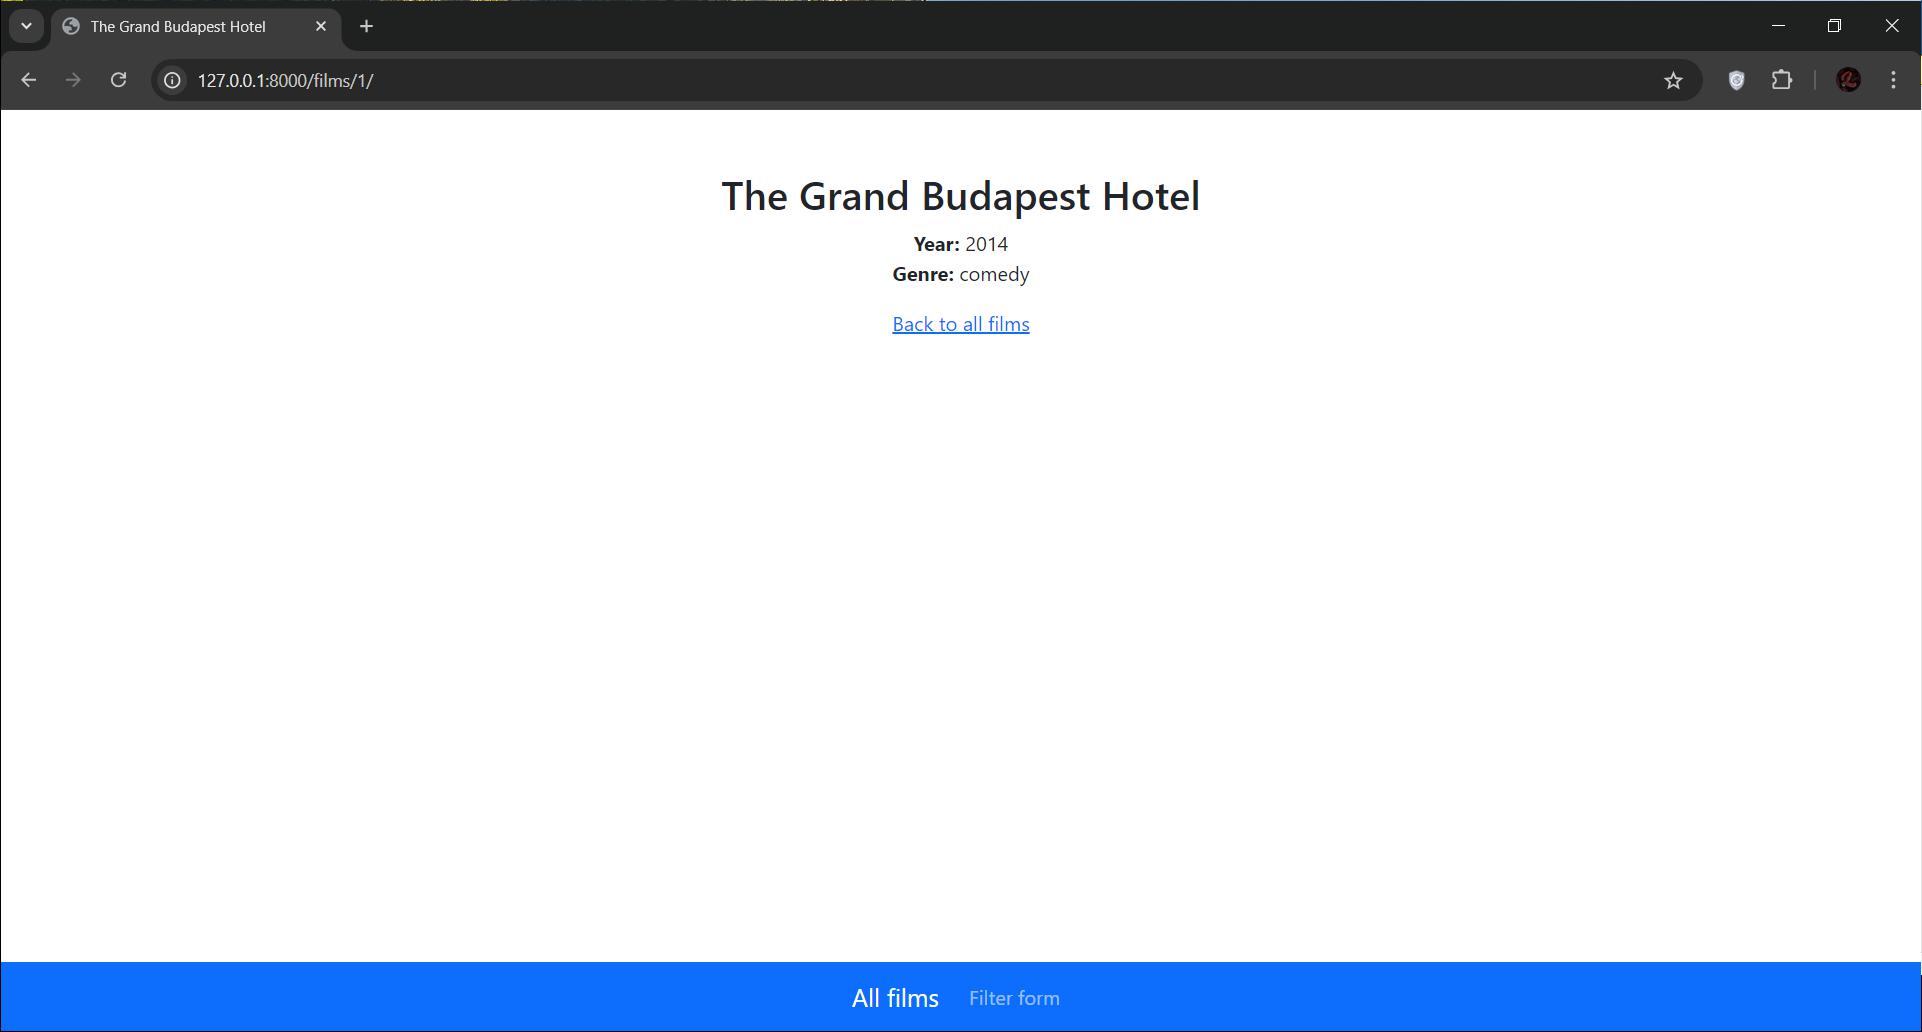 The Grand Budapest Hotel
127.0.0.1:8000/films/1/
The Grand Budapest Hotel
Year: 2014
Genre: comedy
Back to all films
All films Filter form